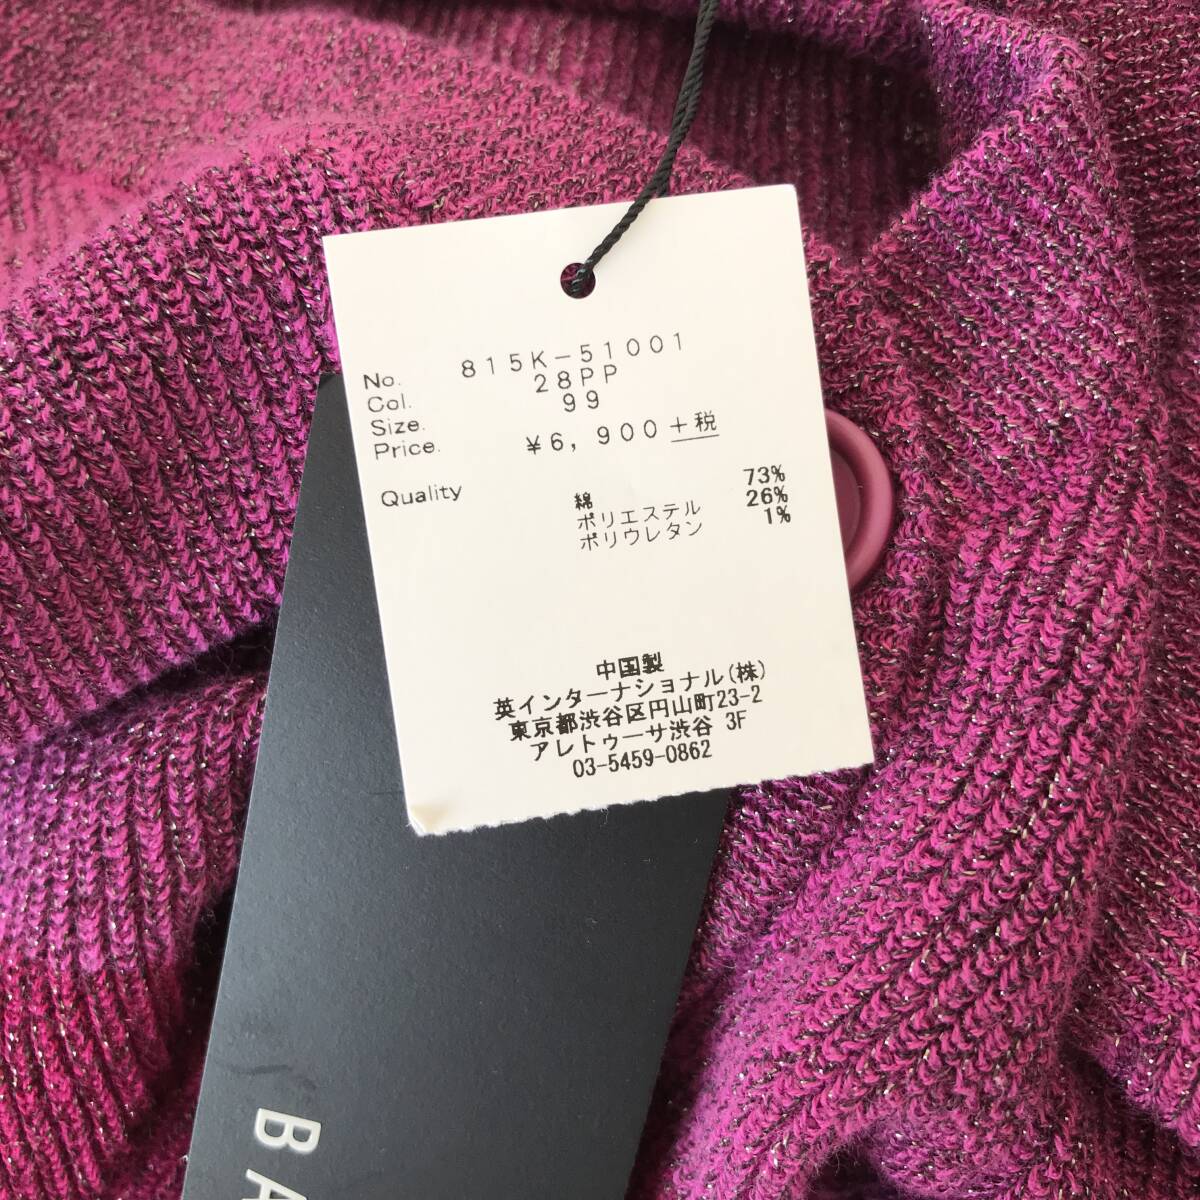 No. 815K-51001
Col. 28PP
Size. 99
Price. ¥6,900+税
Quality
綿 73%
ポリエステル 26%
ポリウレタン 1%
中国製
英インターナショナル(株)
東京都渋谷区円山町23-2
アレトゥーサ渋谷 3F
03-5459-0862
BA